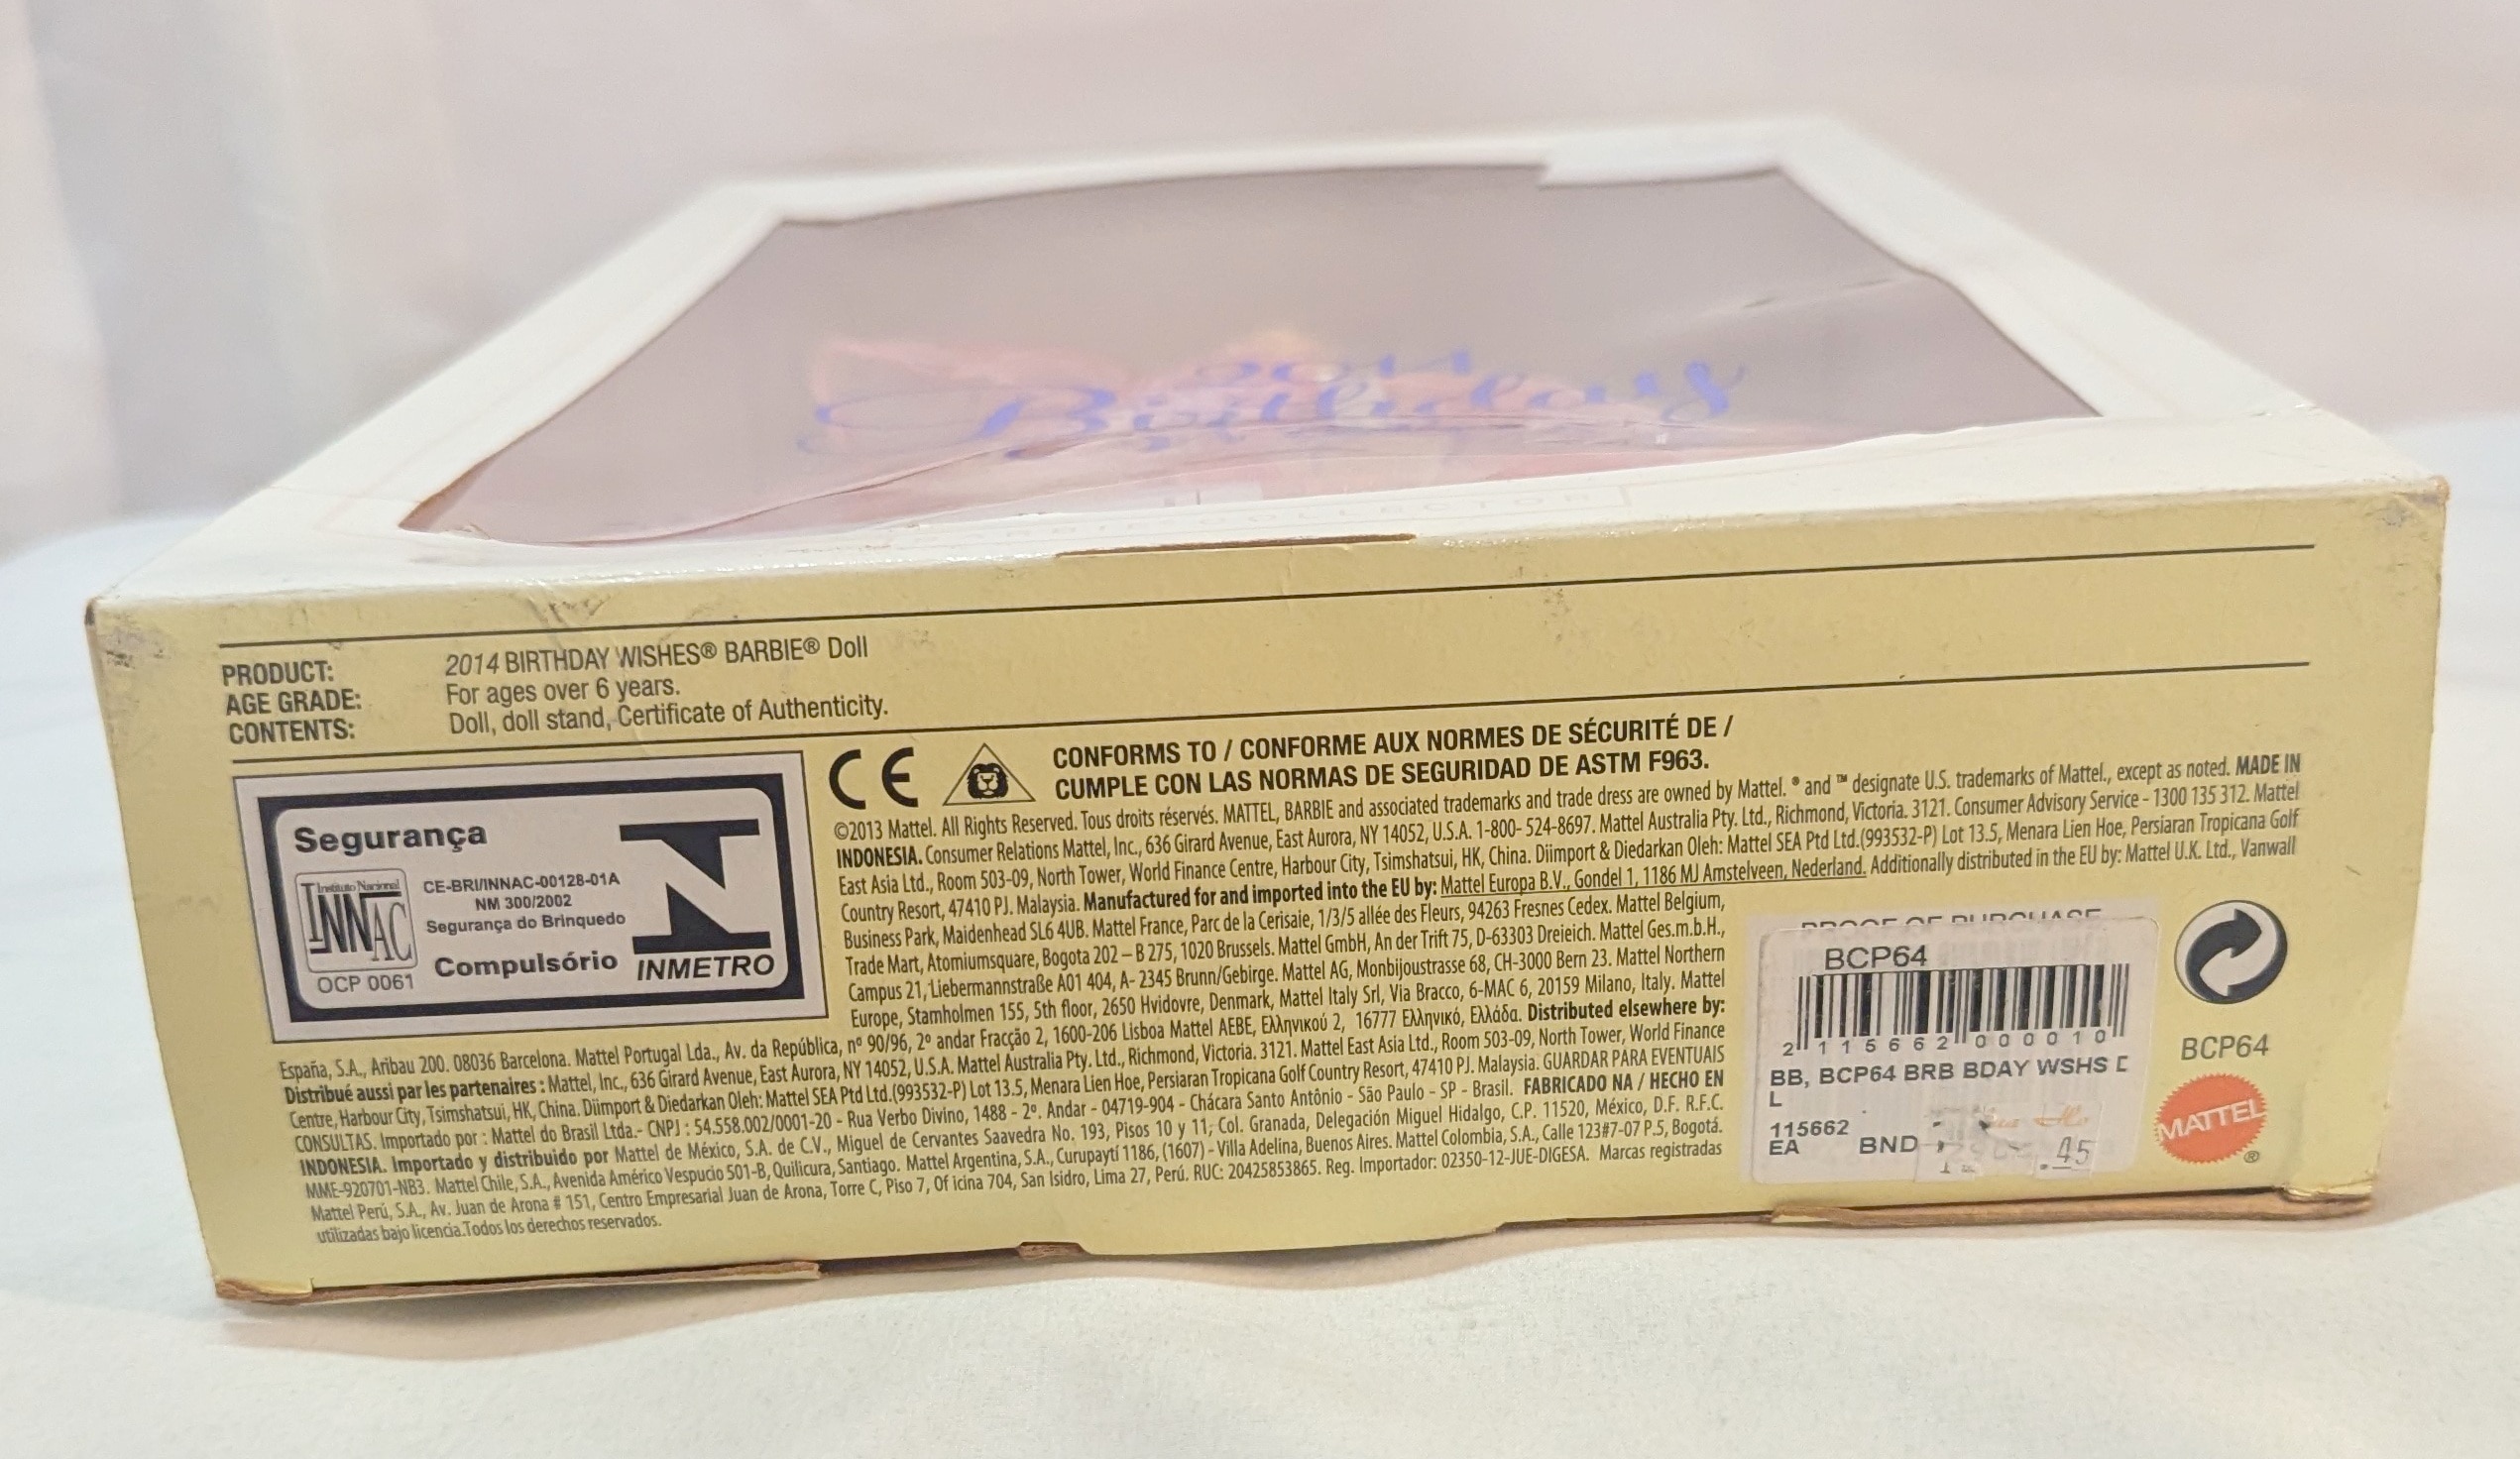 2014
Birthday
BARBIE COLLECTOR
PRODUCT: 2014 BIRTHDAY WISHES® BARBIE® Doll
AGE GRADE: For ages over 6 years.
CONTENTS: Doll, doll stand, Certificate of Authenticity.
Segurança
Instituto Nacional
INNAC
OCP 0061
CE-BRI/INNAC-00128-01A
NM 300/2002
Segurança do Brinquedo
Compulsório
INMETRO
CE
CONFORMS TO / CONFORME AUX NORMES DE SÉCURITÉ DE /
CUMPLE CON LAS NORMAS DE SEGURIDAD DE ASTM F963.
©2013 Mattel. All Rights Reserved. Tous droits réservés. MATTEL, BARBIE and associated trademarks and trade dress are owned by Mattel. ® and ™ designate U.S. trademarks of Mattel., except as noted. MADE IN
INDONESIA. Consumer Relations Mattel, Inc., 636 Girard Avenue, East Aurora, NY 14052, U.S.A. 1-800-524-8697. Mattel Australia Pty. Ltd., Richmond, Victoria. 3121. Consumer Advisory Service - 1300 135 312. Mattel
East Asia Ltd., Room 503-09, North Tower, World Finance Centre, Harbour City, Tsimshatsui, HK, China. Diimport & Diedarkan Oleh: Mattel SEA Ptd Ltd.(993532-P) Lot 13.5, Menara Lien Hoe, Persiaran Tropicana Golf
Country Resort, 47410 PJ. Malaysia. Manufactured for and imported into the EU by: Mattel Europa B.V., Gondel 1, 1186 MJ Amstelveen, Nederland. Additionally distributed in the EU by: Mattel U.K. Ltd., Vanwall
Business Park, Maidenhead SL6 4UB. Mattel France, Parc de la Cerisaie, 1/3/5 allée des Fleurs, 94263 Fresnes Cedex. Mattel Belgium,
Trade Mart, Atomiumsquare, Bogota 202 – B 275, 1020 Brussels. Mattel GmbH, An der Trift 75, D-63303 Dreieich. Mattel Ges.m.b.H.,
Campus 21, Liebermannstraße A01 404, A- 2345 Brunn/Gebirge. Mattel AG, Monbijoustrasse 68, CH-3000 Bern 23. Mattel Northern
Europe, Stamholmen 155, 5th floor, 2650 Hvidovre, Denmark, Mattel Italy Srl, Via Bracco, 6-MAC 6, 20159 Milano, Italy. Mattel
España, S.A., Aribau 200. 08036 Barcelona. Mattel Portugal Lda., Av. da República, nº 90/96, 2º andar Fracção 2, 1600-206 Lisboa Mattel AEBE, Ελληνικού 2, 16777 Ελληνικό, Ελλάδα. Distributed elsewhere by:
Distribué aussi par les partenaires : Mattel, Inc., 636 Girard Avenue, East Aurora, NY 14052, U.S.A. Mattel Australia Pty. Ltd., Richmond, Victoria. 3121. Mattel East Asia Ltd., Room 503-09, North Tower, World Finance
Centre, Harbour City, Tsimshatsui, HK, China. Diimport & Diedarkan Oleh: Mattel SEA Ptd Ltd.(993532-P) Lot 13.5, Menara Lien Hoe, Persiaran Tropicana Golf Country Resort, 47410 PJ. Malaysia. GUARDAR PARA EVENTUAIS
CONSULTAS. Importado por : Mattel do Brasil Ltda.- CNPJ : 54.558.002/0001-20 - Rua Verbo Divino, 1488 - 2º. Andar - 04719-904 - Chácara Santo Antônio - São Paulo - SP - Brasil. FABRICADO NA / HECHO EN
INDONESIA. Importado y distribuido por Mattel de México, S.A. de C.V., Miguel de Cervantes Saavedra No. 193, Pisos 10 y 11, Col. Granada, Delegación Miguel Hidalgo, C.P. 11520, México, D.F. R.F.C.
MME-920701-NB3. Mattel Chile, S.A., Avenida Américo Vespucio 501-B, Quilicura, Santiago. Mattel Argentina, S.A., Curupaytí 1186, (1607) - Villa Adelina, Buenos Aires. Mattel Colombia, S.A., Calle 123#7-07 P.5, Bogotá.
Mattel Perú, S.A., Av. Juan de Arona # 151, Centro Empresarial Juan de Arona, Torre C, Piso 7, Of icina 704, San Isidro, Lima 27, Perú. RUC: 20425853865. Reg. Importador: 02350-12-JUE-DIGESA. Marcas registradas
utilizadas bajo licencia.Todos los derechos reservados.
PROOF OF PURCHASE
BCP64
2 115662 000010
BB, BCP64 BRB BDAY WSHS D
L
115662
EA BND
.45
BCP64
MATTEL
®